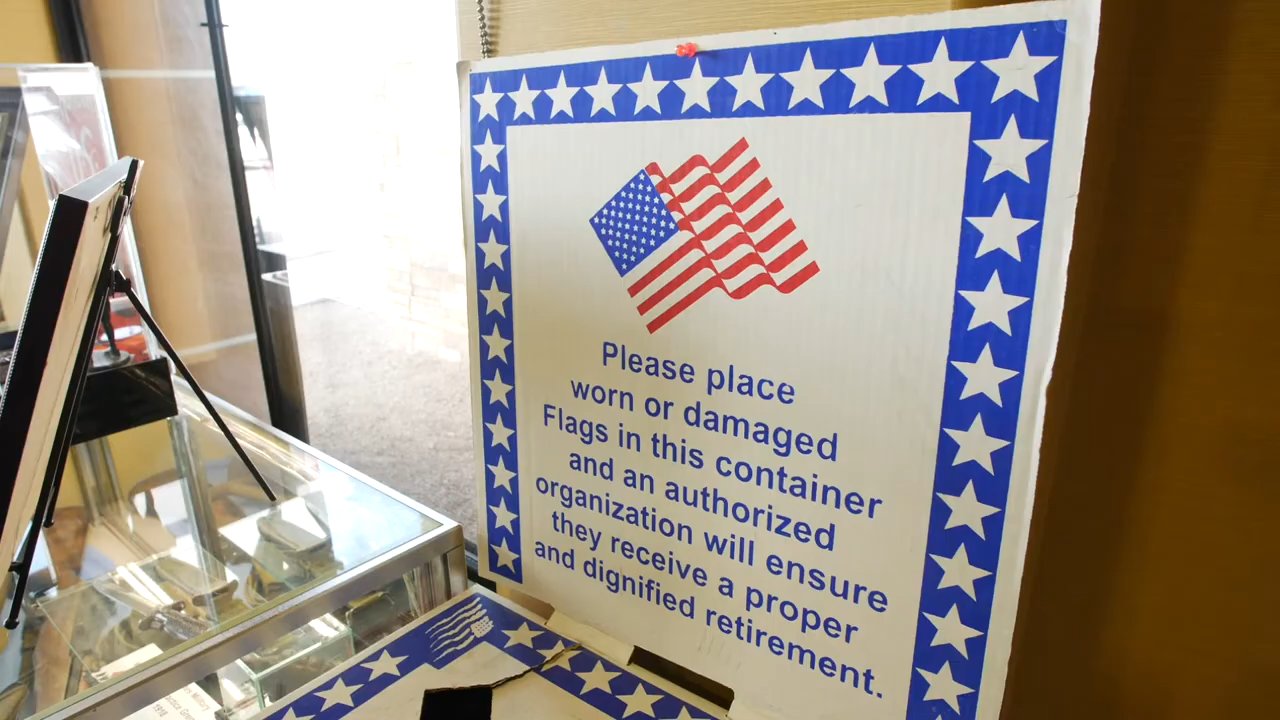 Please place
worn or damaged
Flags in this container
and an authorized
organization will ensure
they receive a proper
and dignified retirement.